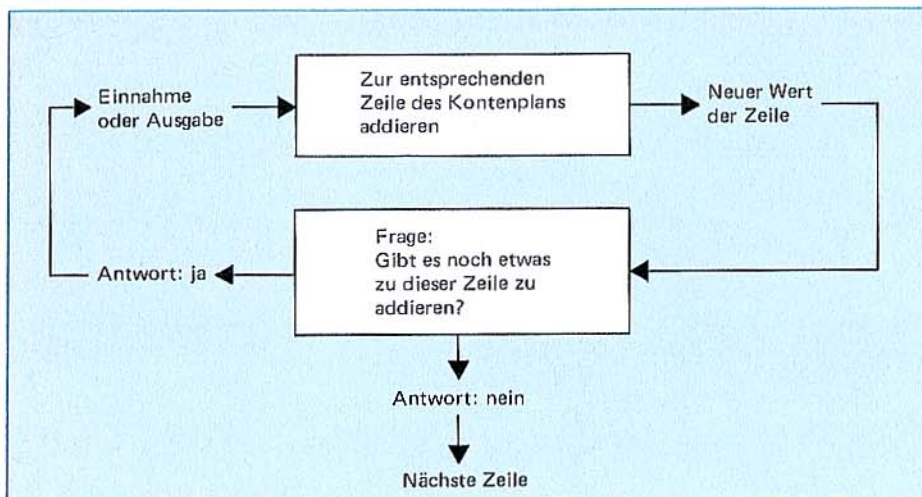 Einnahme
oder Ausgabe
Zur entsprechenden
Zeile des Kontenplans
addieren
Neuer Wert
der Zeile
Frage:
Gibt es noch etwas
zu dieser Zeile zu
addieren?
Antwort: ja
Antwort: nein
Nächste Zeile